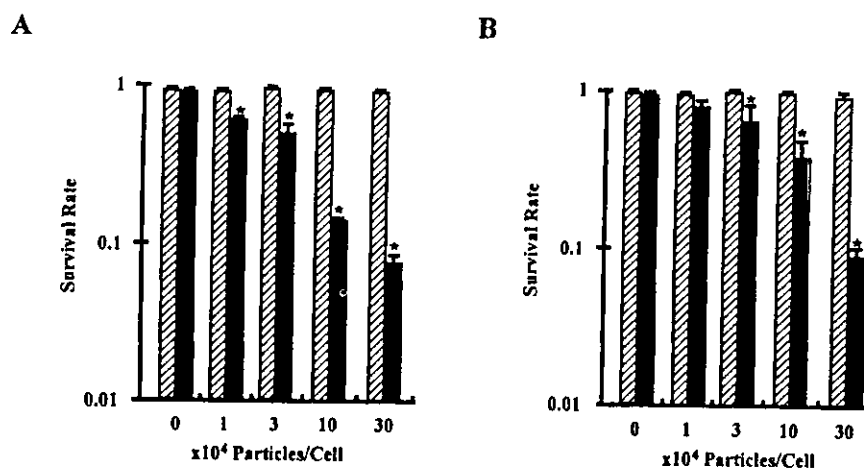 A
B
1
0.1
0.01
Survival Rate
* * * *
0 1 3 10 30
x10⁴ Particles/Cell
1
0.1
0.01
Survival Rate
* * *
0 1 3 10 30
x10⁴ Particles/Cell